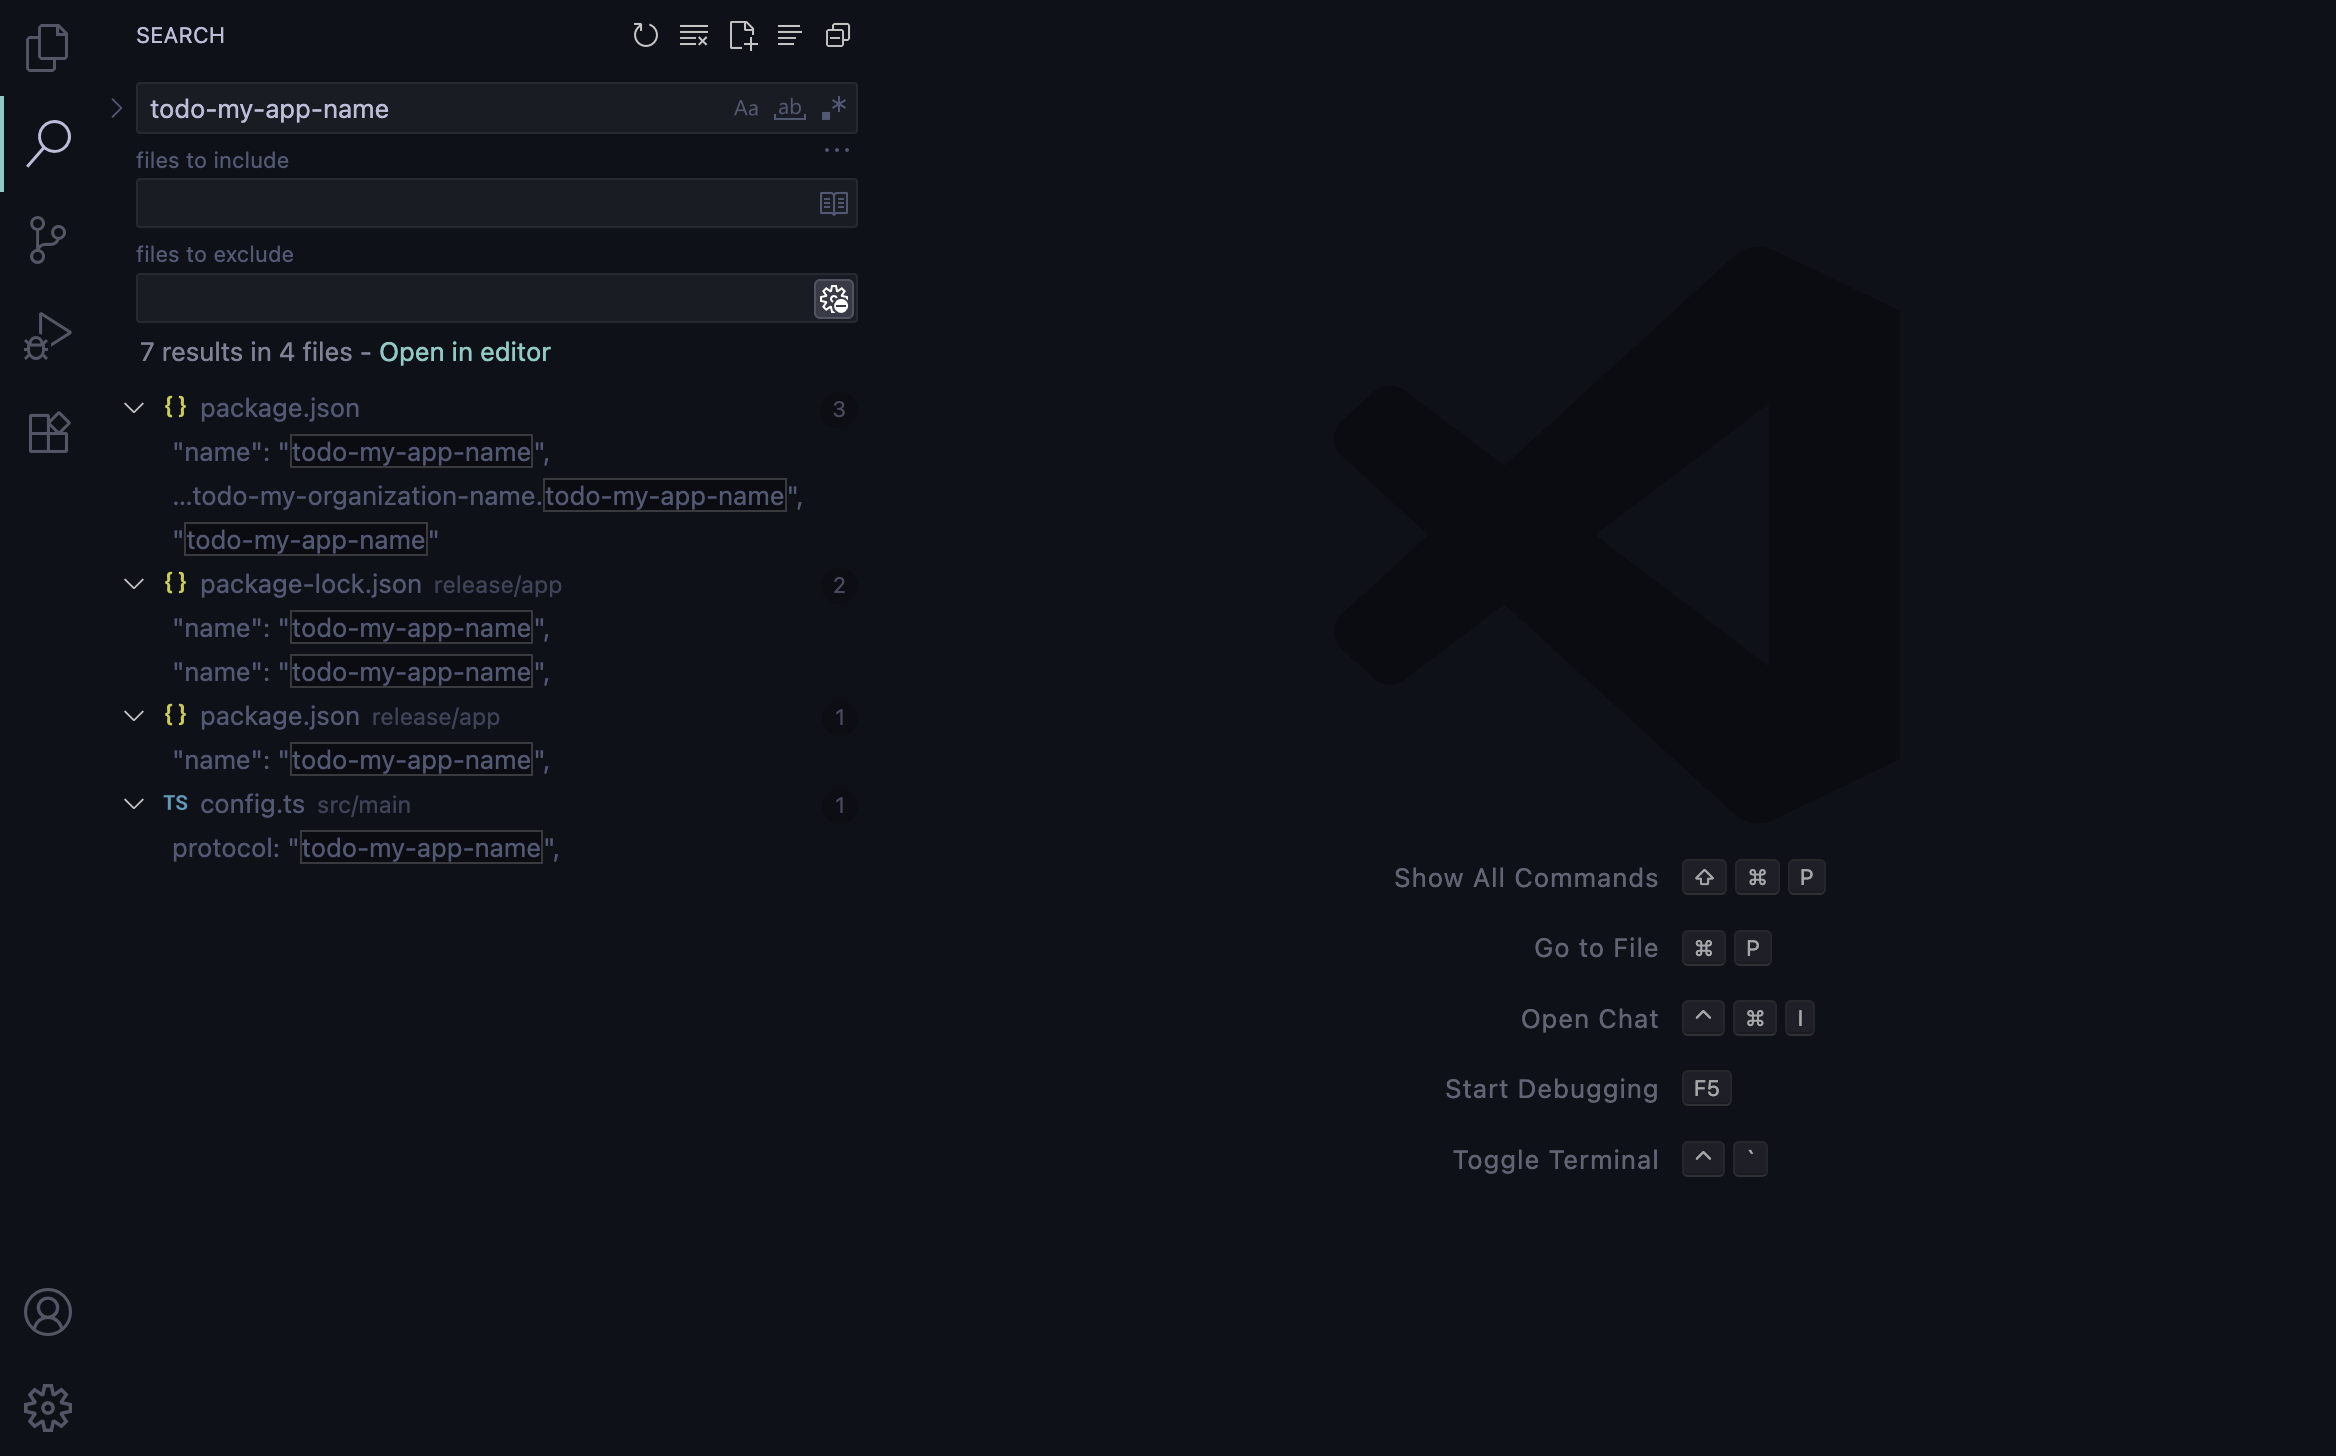 SEARCH
todo-my-app-name
Aa ab .*
files to include
...
files to exclude
7 results in 4 files - Open in editor
{} package.json 3
"name": "todo-my-app-name",
…todo-my-organization-name.todo-my-app-name",
"todo-my-app-name"
{} package-lock.json release/app 2
"name": "todo-my-app-name",
"name": "todo-my-app-name",
{} package.json release/app 1
"name": "todo-my-app-name",
TS config.ts src/main 1
protocol: "todo-my-app-name",
Show All Commands ⇧ ⌘ P
Go to File ⌘ P
Open Chat ^ ⌘ I
Start Debugging F5
Toggle Terminal ^ `